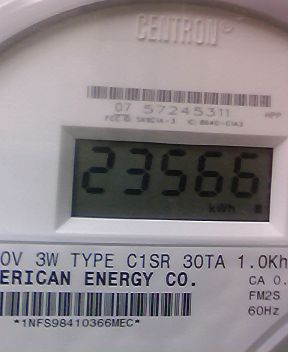 CENTRON
07 57245311 HPP
23566
kWh
0V 3W TYPE C1SR 30TA 1.0Kh
ERICAN ENERGY CO. CA 0.
FM2S
*1NFS98410366MEC* 60Hz